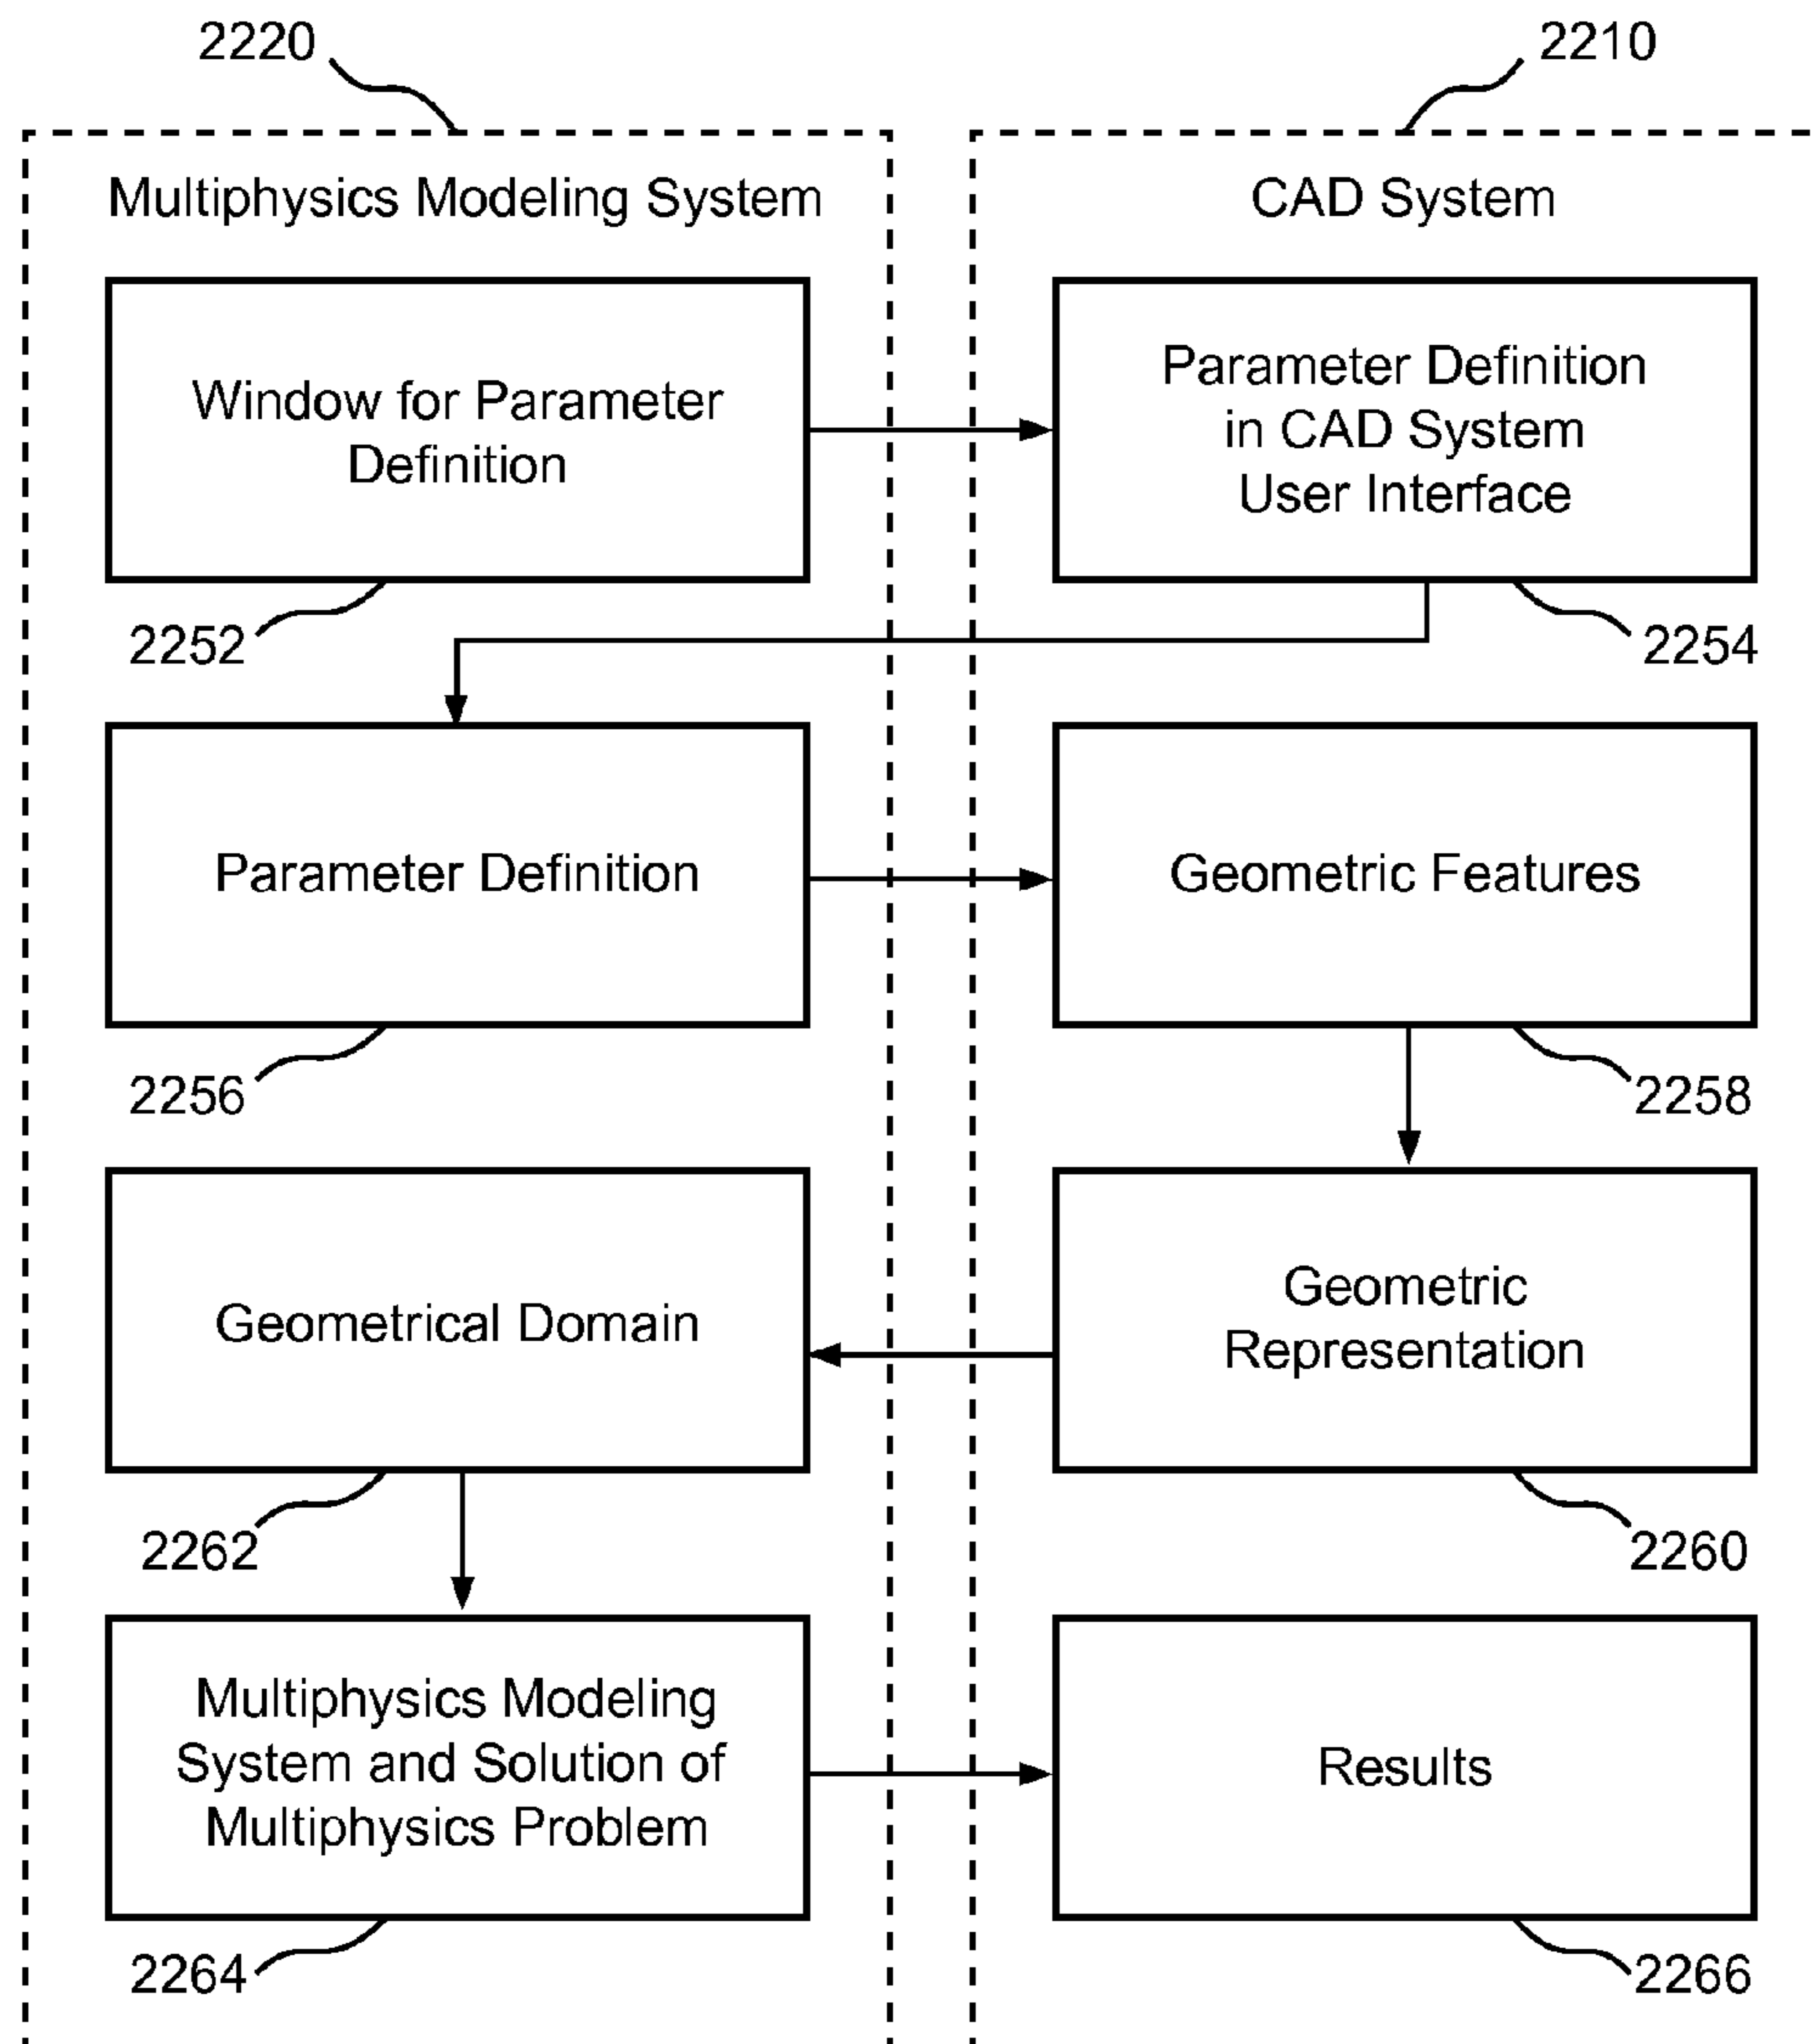 2220
2210
Multiphysics Modeling System
CAD System
Window for Parameter
Definition
Parameter Definition
in CAD System
User Interface
2252
2254
Parameter Definition
Geometric Features
2256
2258
Geometrical Domain
Geometric
Representation
2262
2260
Multiphysics Modeling
System and Solution of
Multiphysics Problem
Results
2264
2266